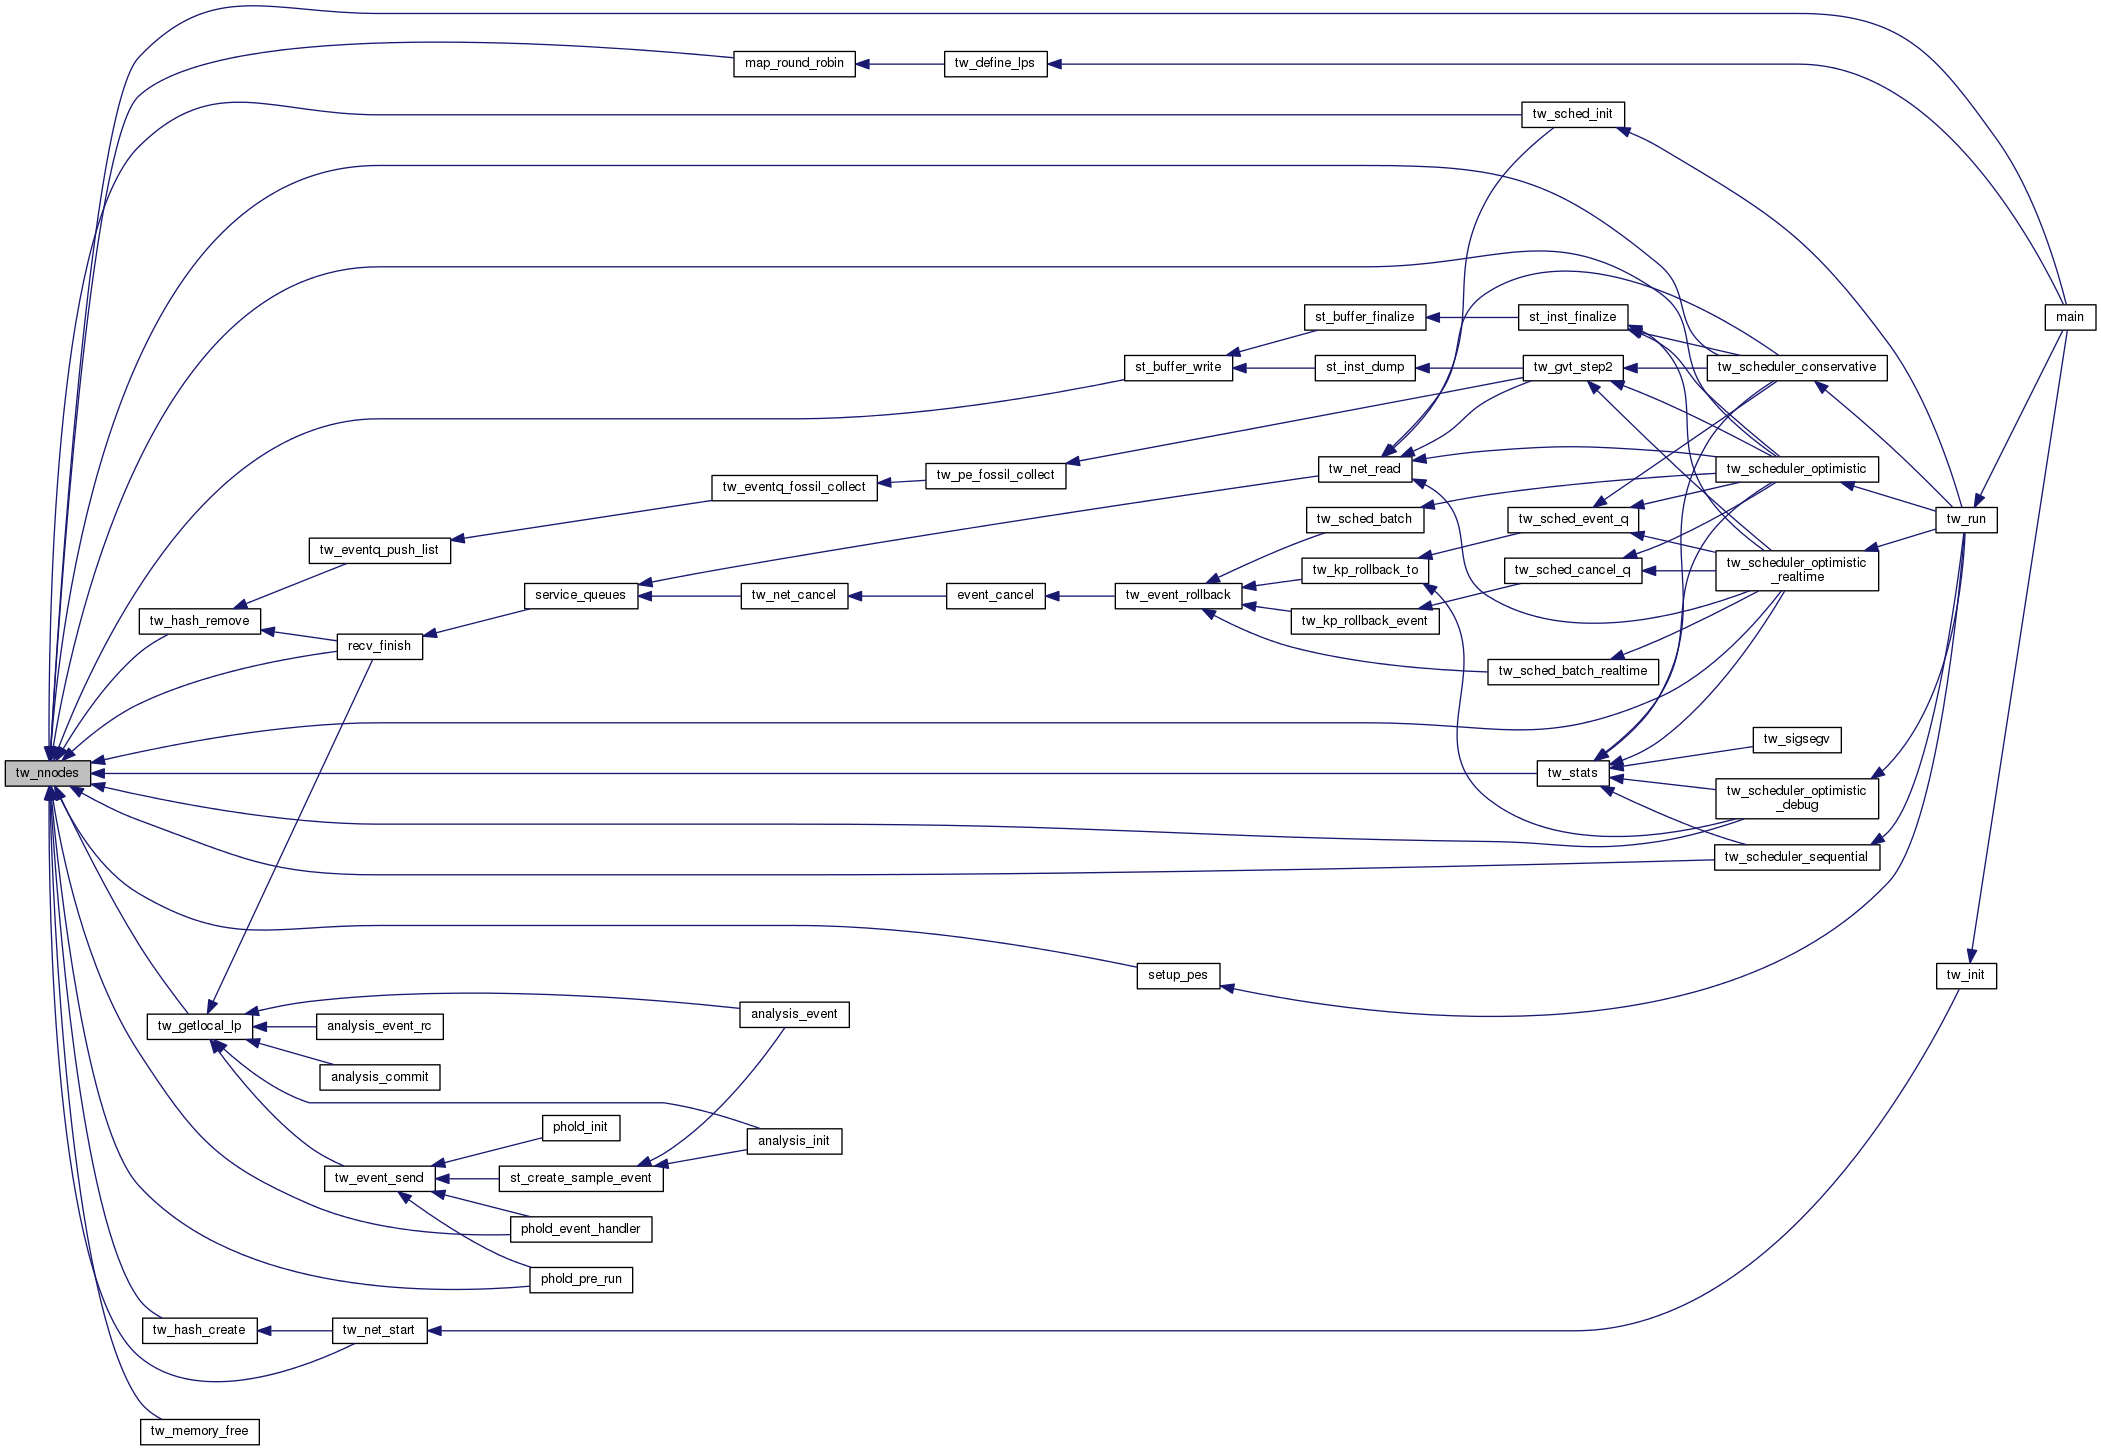 map_round_robin
tw_define_lps
tw_sched_init
st_buffer_finalize
st_inst_finalize
main
st_buffer_write
st_inst_dump
tw_gvt_step2
tw_scheduler_conservative
tw_net_read
tw_scheduler_optimistic
tw_pe_fossil_collect
tw_eventq_fossil_collect
tw_sched_batch
tw_sched_event_q
tw_run
tw_eventq_push_list
tw_kp_rollback_to
tw_sched_cancel_q
tw_scheduler_optimistic
_realtime
service_queues
tw_net_cancel
event_cancel
tw_event_rollback
tw_hash_remove
tw_kp_rollback_event
recv_finish
tw_sched_batch_realtime
tw_sigsegv
tw_nnodes
tw_stats
tw_scheduler_optimistic
_debug
tw_scheduler_sequential
setup_pes
tw_init
analysis_event
tw_getlocal_lp
analysis_event_rc
analysis_commit
phold_init
analysis_init
tw_event_send
st_create_sample_event
phold_event_handler
phold_pre_run
tw_hash_create
tw_net_start
tw_memory_free